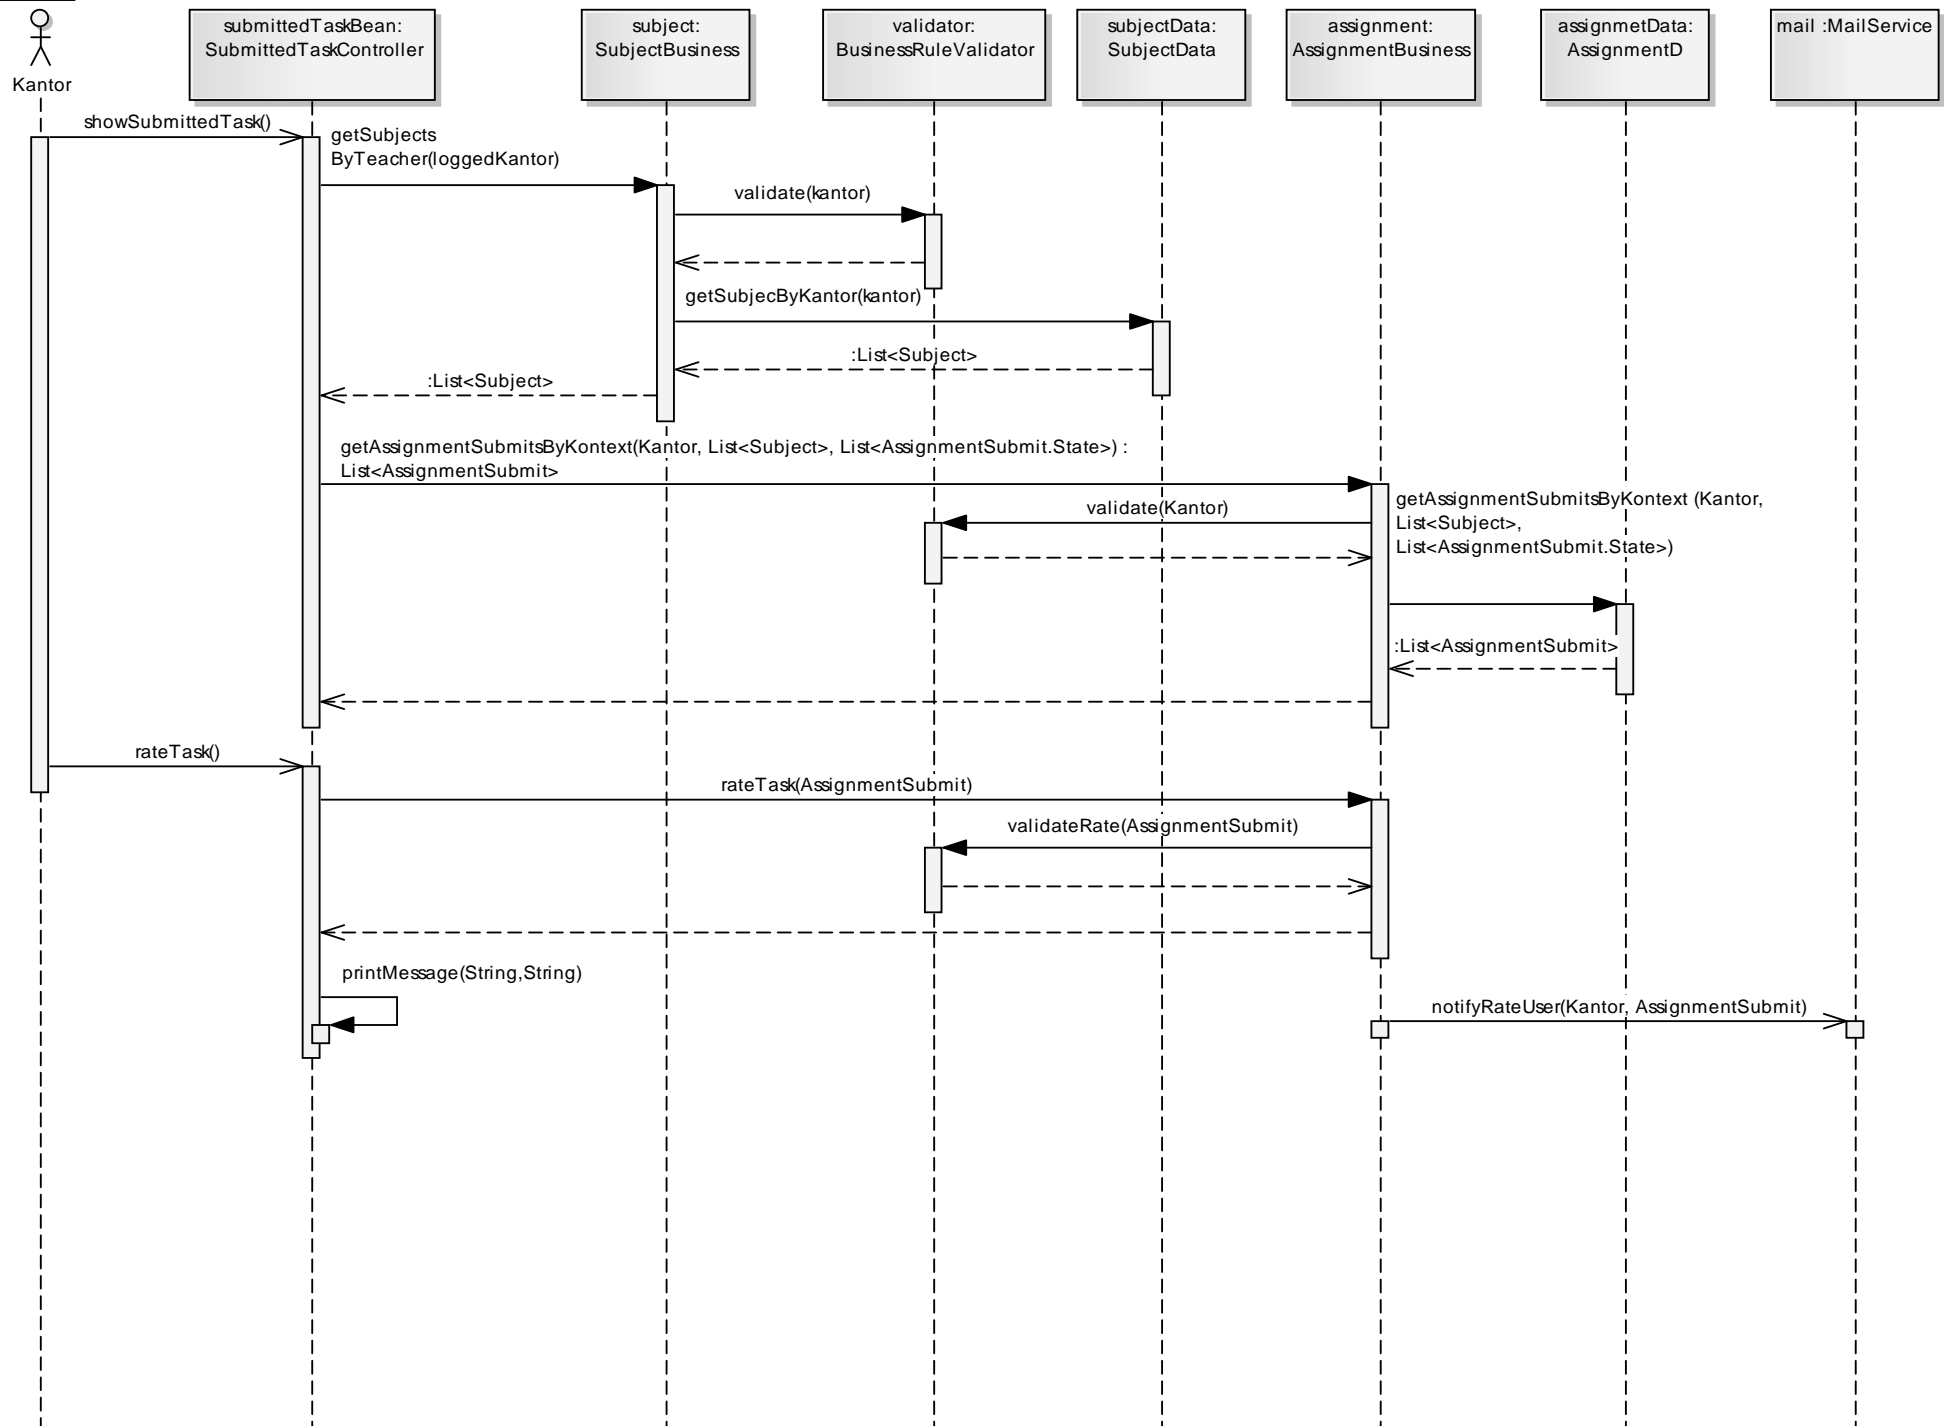 submittedTaskBean:
SubmittedTaskController
subject:
SubjectBusiness
validator:
BusinessRuleValidator
subjectData:
SubjectData
assignment:
AssignmentBusiness
assignmetData:
AssignmentD
mail :MailService
Kantor
showSubmittedTask()
getSubjects
ByTeacher(loggedKantor)
validate(kantor)
getSubjecByKantor(kantor)
:List<Subject>
:List<Subject>
getAssignmentSubmitsByKontext(Kantor, List<Subject>, List<AssignmentSubmit.State>) :
List<AssignmentSubmit>
getAssignmentSubmitsByKontext (Kantor,
List<Subject>,
List<AssignmentSubmit.State>)
validate(Kantor)
:List<AssignmentSubmit>
rateTask()
rateTask(AssignmentSubmit)
validateRate(AssignmentSubmit)
printMessage(String,String)
notifyRateUser(Kantor, AssignmentSubmit)